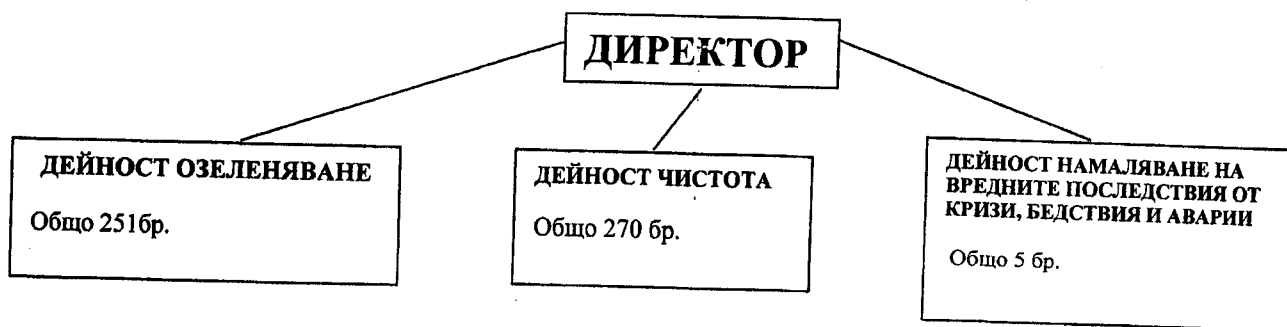 ДИРЕКТОР
ДЕЙНОСТ ОЗЕЛЕНЯВАНЕ
Общо 251бр.
ДЕЙНОСТ ЧИСТОТА
Общо 270 бр.
ДЕЙНОСТ НАМАЛЯВАНЕ НА
ВРЕДНИТЕ ПОСЛЕДСТВИЯ ОТ
КРИЗИ, БЕДСТВИЯ И АВАРИИ
Общо 5 бр.